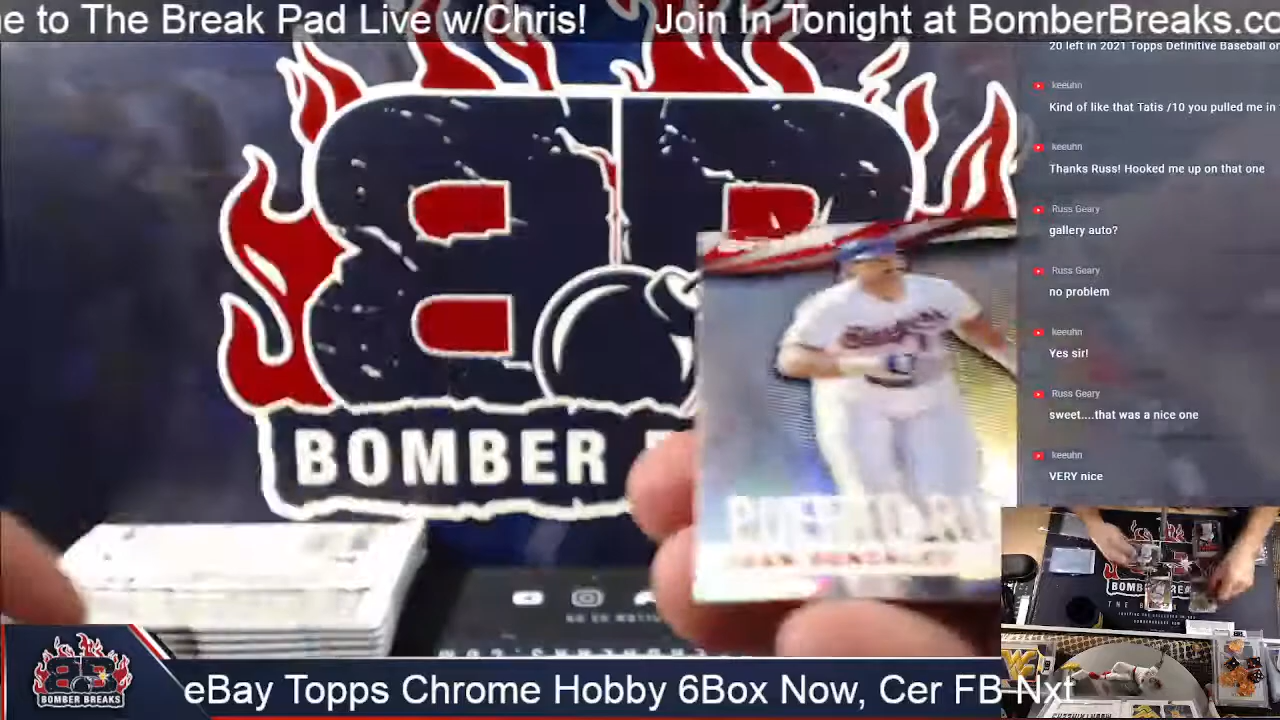 e to The Break Pad Live w/Chris! Join In Tonight at BomberBreaks.co
20 left in 2021 Topps Definitive Baseball o
keeuhn
Kind of like that Tatis /10 you pulled me in
keeuhn
Thanks Russ! Hooked me up on that one
Russ Geary
gallery auto?
Russ Geary
no problem
keeuhn
Yes sir!
Russ Geary
sweet....that was a nice one
keeuhn
VERY nice
BOMBER
BOMBER BREA
BOMBER BREAKS
eBay Topps Chrome Hobby 6Box Now, Cer FB Nxt